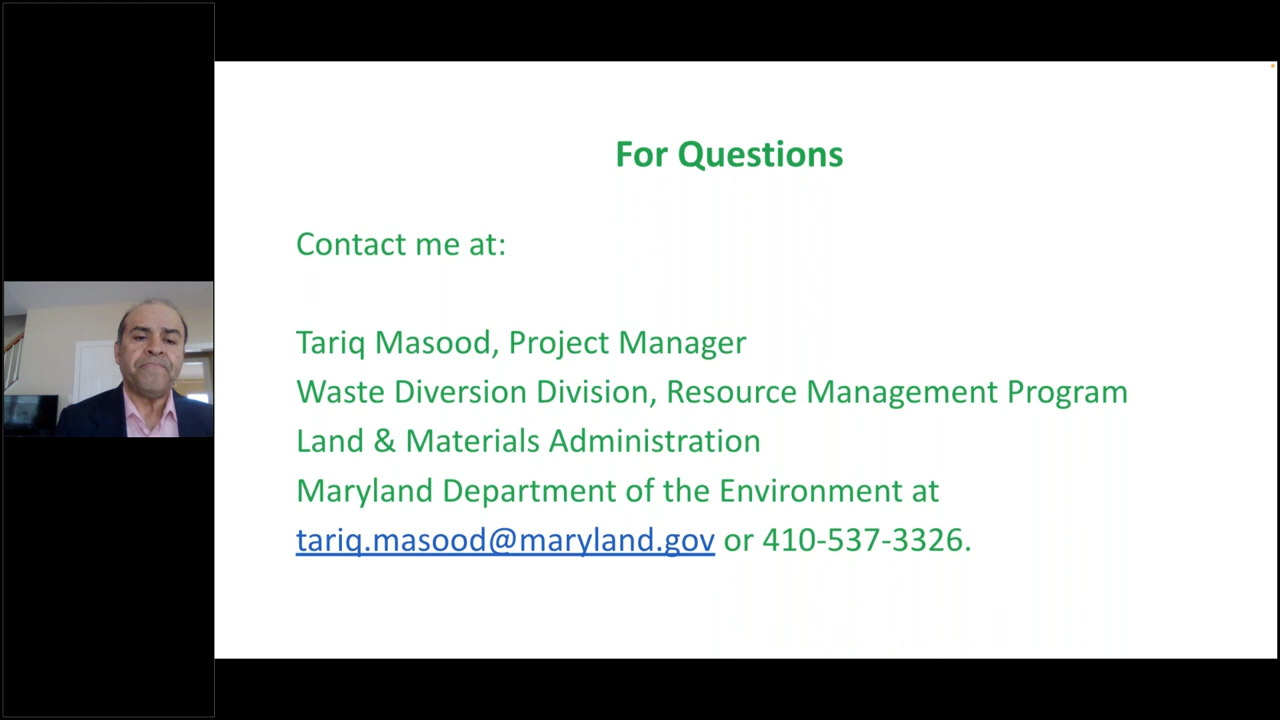 For Questions
Contact me at:
Tariq Masood, Project Manager
Waste Diversion Division, Resource Management Program
Land & Materials Administration
Maryland Department of the Environment at
tariq.masood@maryland.gov or 410-537-3326.